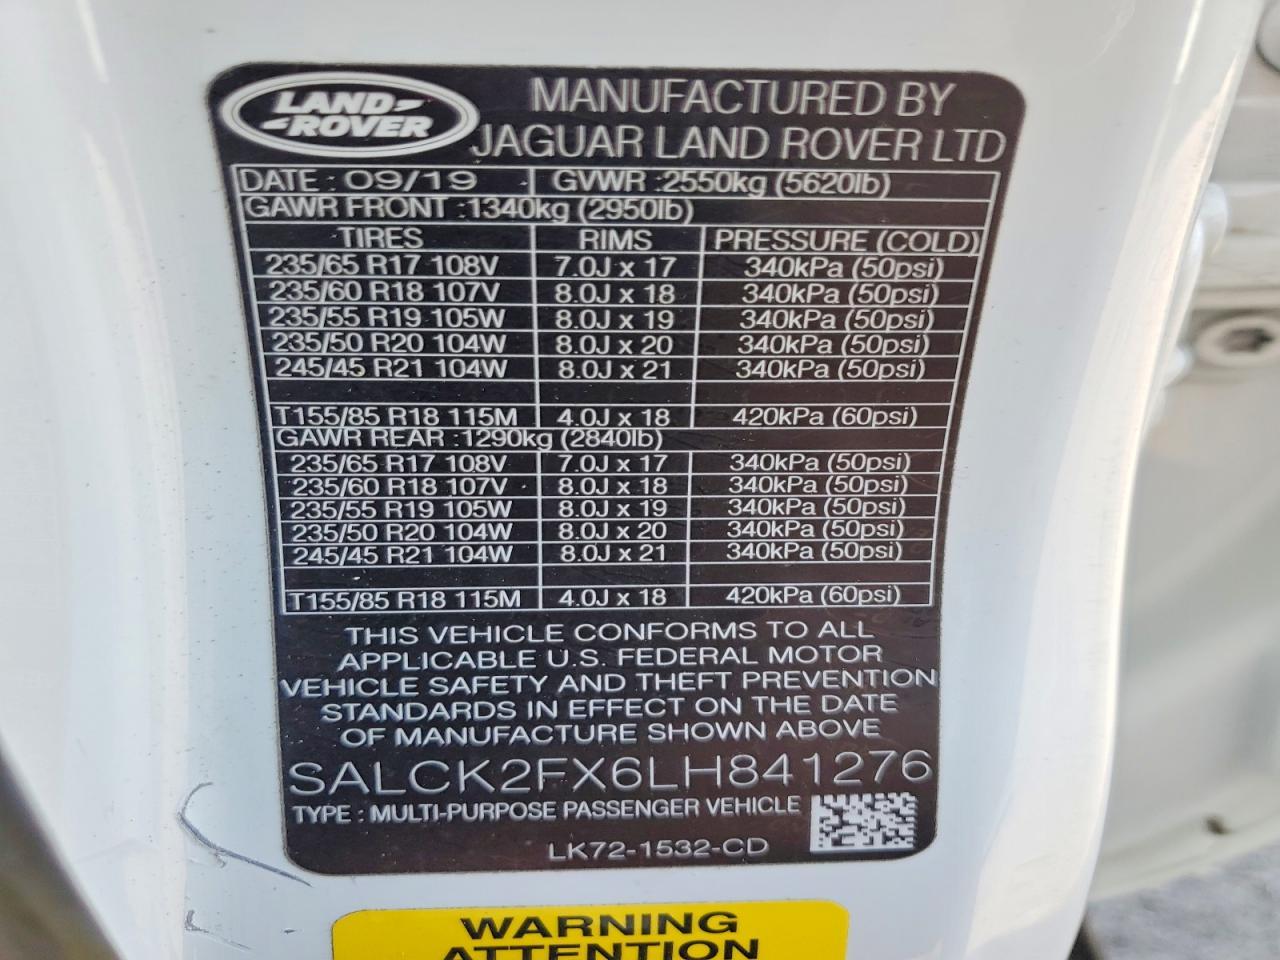 LAND
ROVER
MANUFACTURED BY
JAGUAR LAND ROVER LTD
DATE : 09/19 GVWR :2550kg (5620lb)
GAWR FRONT :1340kg (2950lb)
TIRES RIMS PRESSURE (COLD)
235/65 R17 108V 7.0J x 17 340kPa (50psi)
235/60 R18 107V 8.0J x 18 340kPa (50psi)
235/55 R19 105W 8.0J x 19 340kPa (50psi)
235/50 R20 104W 8.0J x 20 340kPa (50psi)
245/45 R21 104W 8.0J x 21 340kPa (50psi)
T155/85 R18 115M 4.0J x 18 420kPa (60psi)
GAWR REAR :1290kg (2840lb)
235/65 R17 108V 7.0J x 17 340kPa (50psi)
235/60 R18 107V 8.0J x 18 340kPa (50psi)
235/55 R19 105W 8.0J x 19 340kPa (50psi)
235/50 R20 104W 8.0J x 20 340kPa (50psi)
245/45 R21 104W 8.0J x 21 340kPa (50psi)
T155/85 R18 115M 4.0J x 18 420kPa (60psi)
THIS VEHICLE CONFORMS TO ALL
APPLICABLE U.S. FEDERAL MOTOR
VEHICLE SAFETY AND THEFT PREVENTION
STANDARDS IN EFFECT ON THE DATE
OF MANUFACTURE SHOWN ABOVE
SALCK2FX6LH841276
TYPE : MULTI-PURPOSE PASSENGER VEHICLE
LK72-1532-CD
WARNING
ATTENTION